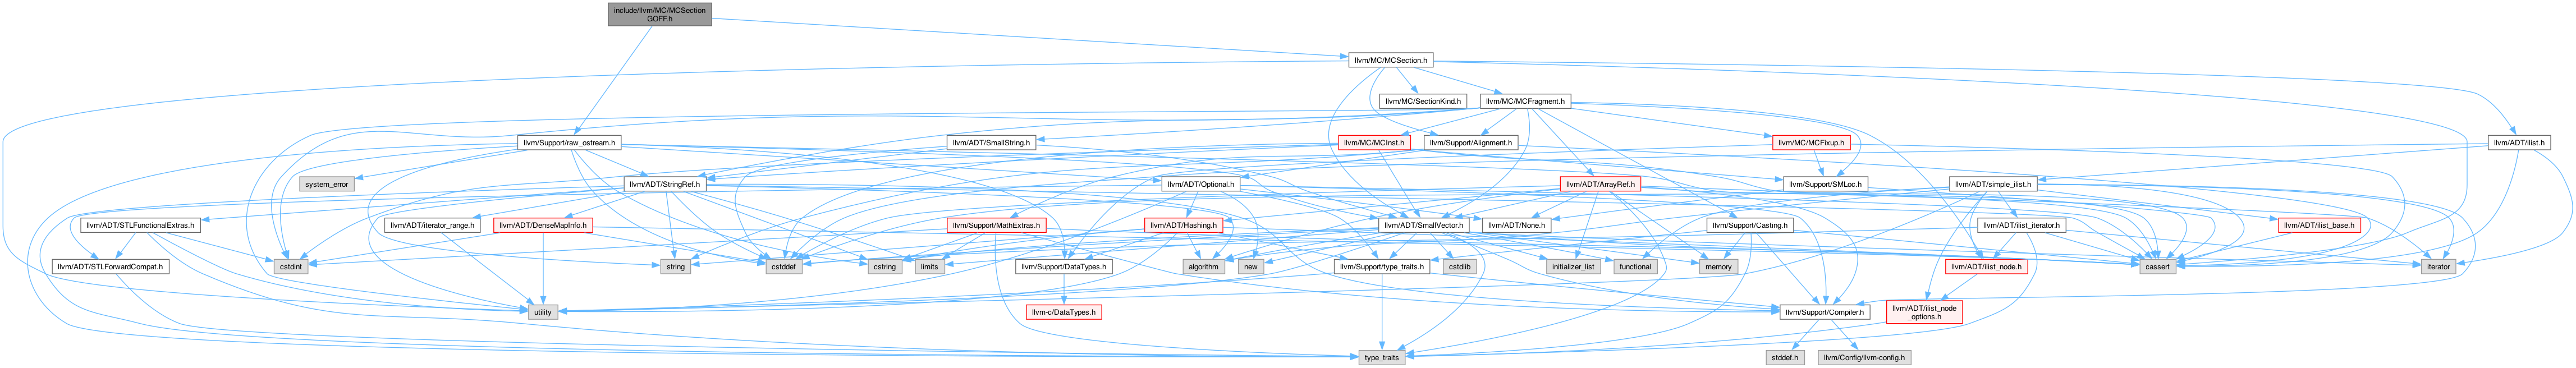 include/llvm/MC/MCSection
GOFF.h
llvm/MC/MCSection.h
llvm/MC/SectionKind.h
llvm/MC/MCFragment.h
llvm/Support/raw_ostream.h
llvm/ADT/SmallString.h
llvm/MC/MCInst.h
llvm/Support/Alignment.h
llvm/MC/MCFixup.h
llvm/ADT/ilist.h
system_error
llvm/ADT/StringRef.h
llvm/ADT/Optional.h
llvm/ADT/ArrayRef.h
llvm/Support/SMLoc.h
llvm/ADT/simple_ilist.h
llvm/ADT/STLFunctionalExtras.h
llvm/ADT/iterator_range.h
llvm/ADT/DenseMapInfo.h
llvm/Support/MathExtras.h
llvm/ADT/Hashing.h
llvm/ADT/SmallVector.h
llvm/ADT/None.h
llvm/Support/Casting.h
llvm/ADT/ilist_iterator.h
llvm/ADT/ilist_base.h
llvm/ADT/STLForwardCompat.h
cstdint
string
cstddef
cstring
limits
llvm/Support/DataTypes.h
algorithm
new
llvm/Support/type_traits.h
cstdlib
initializer_list
functional
memory
llvm/ADT/ilist_node.h
cassert
iterator
utility
llvm-c/DataTypes.h
llvm/Support/Compiler.h
llvm/ADT/ilist_node
_options.h
type_traits
stddef.h
llvm/Config/llvm-config.h